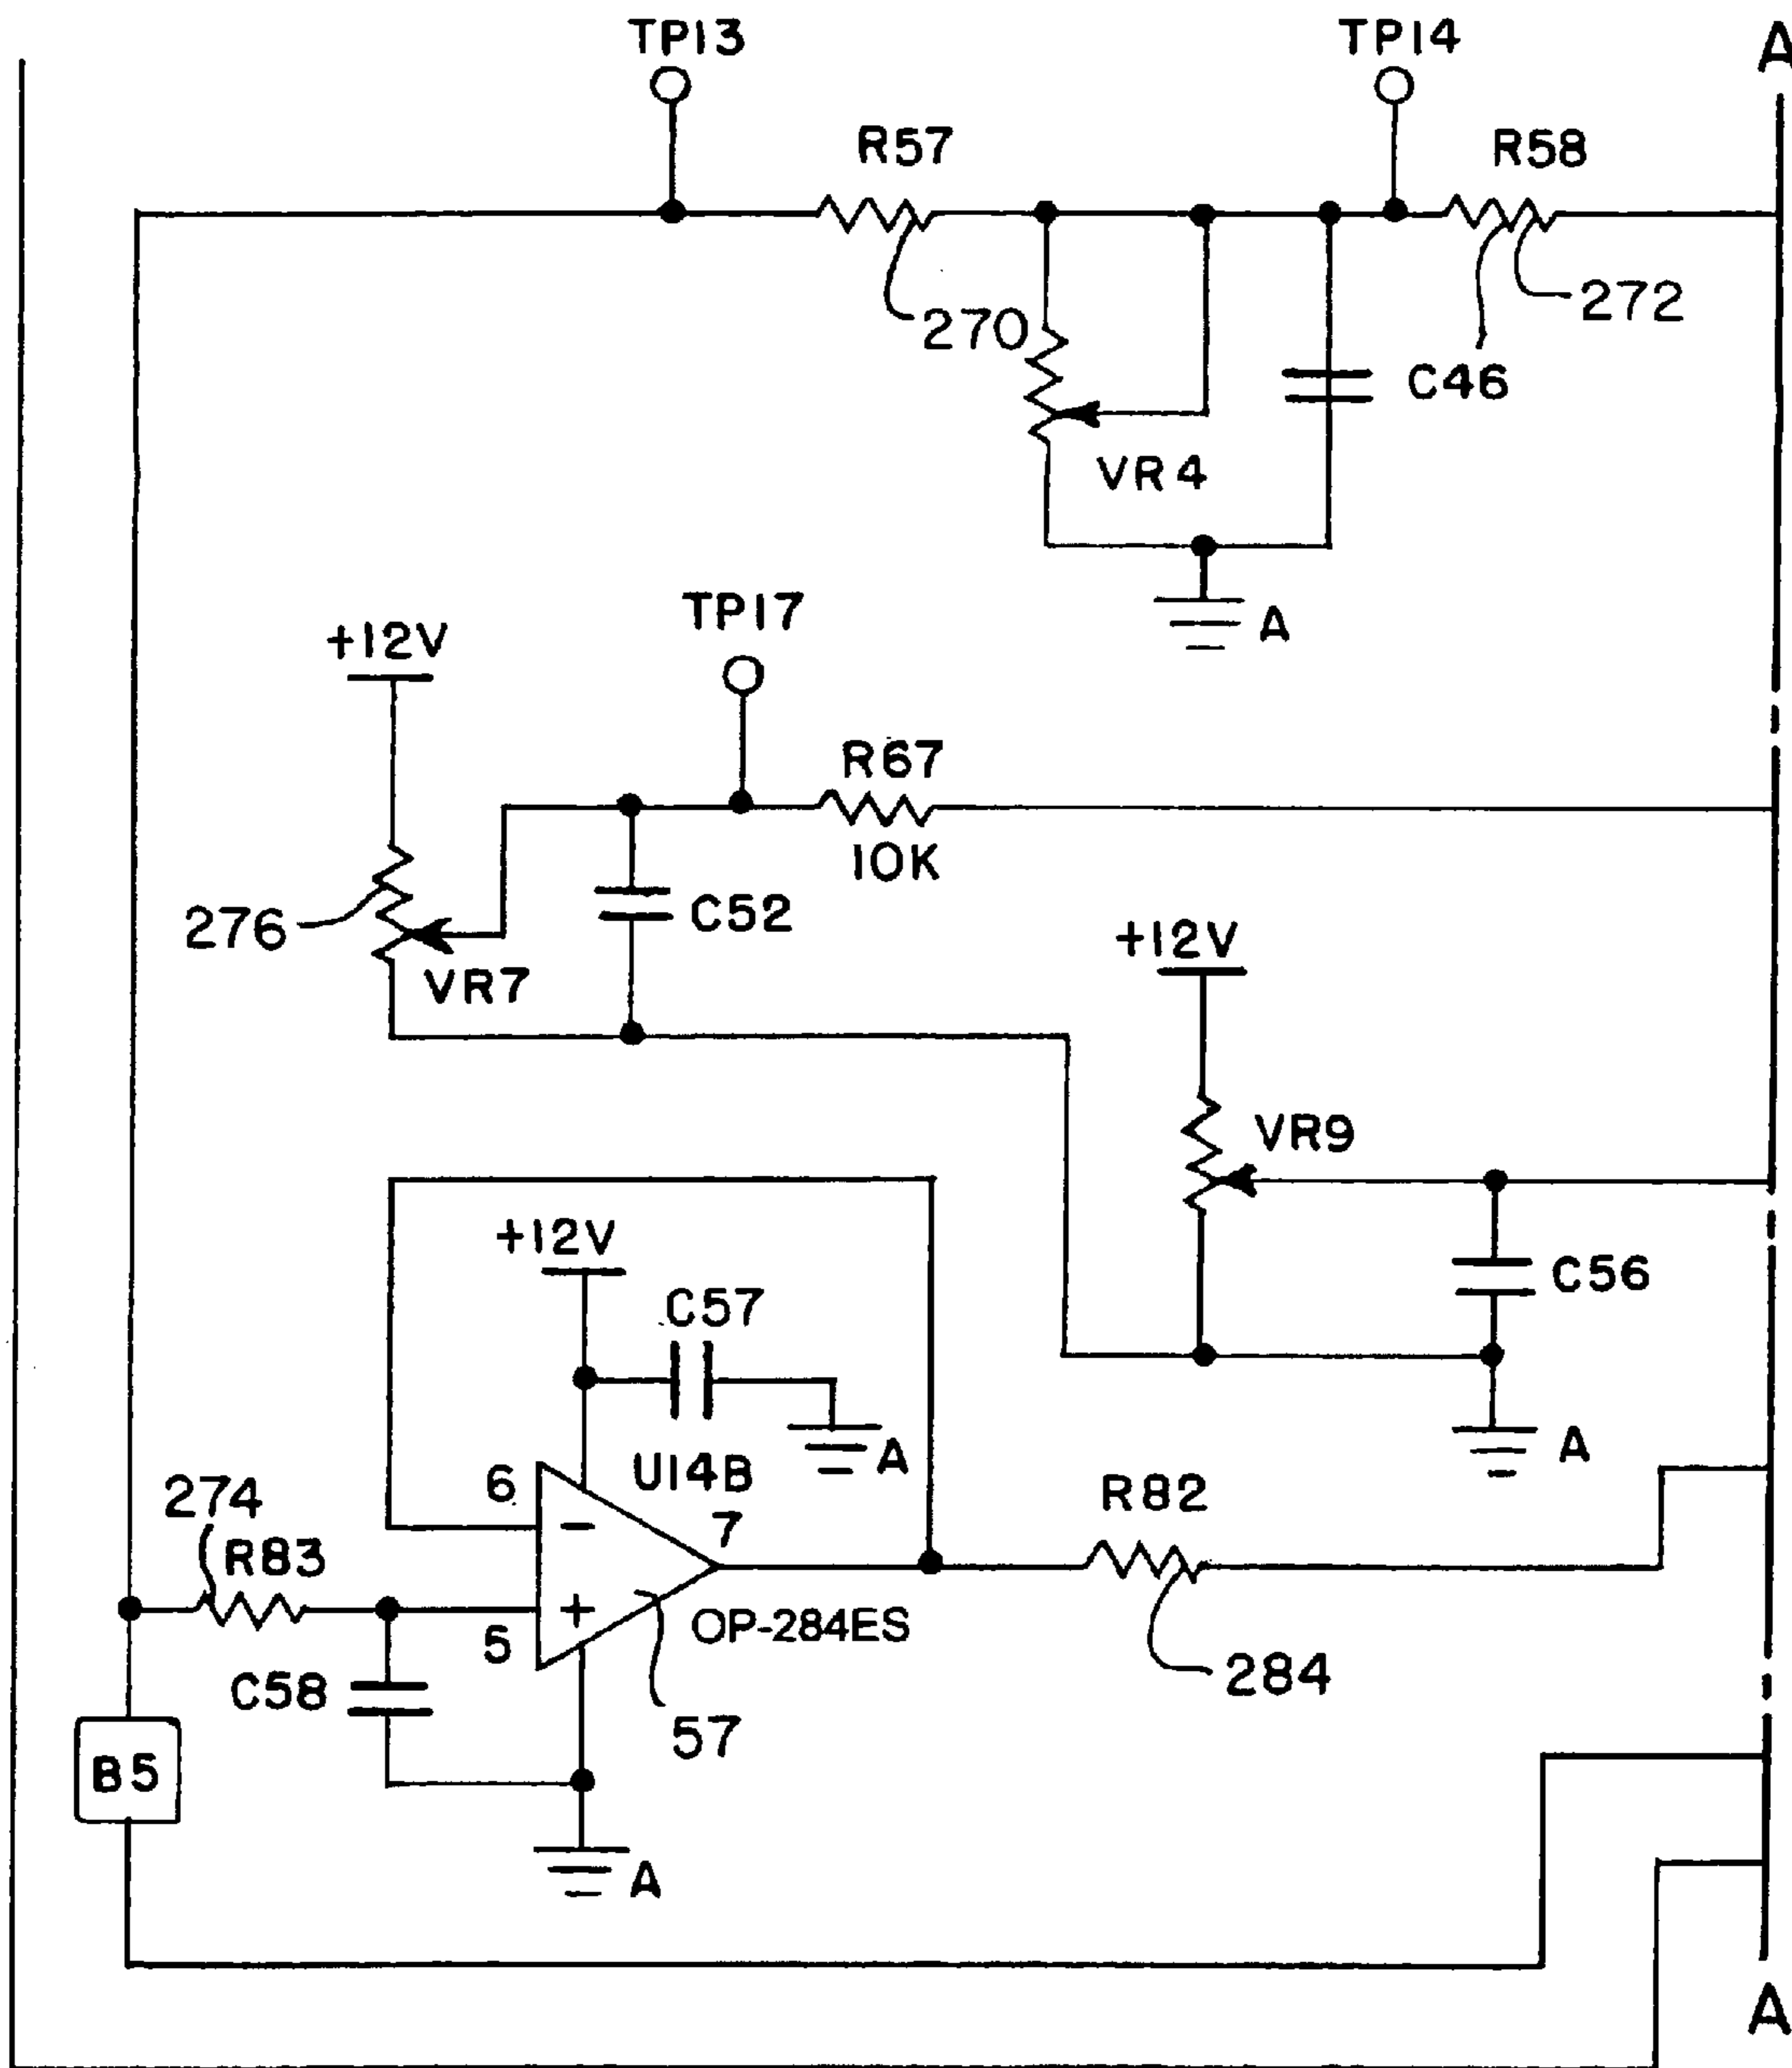 TP13
TP14
A
R57
R58
270
272
C46
VR4
A
+12V
TP17
R67
10K
276
C52
VR7
+12V
VR9
+12V
C57
C56
A
A
U14B
6
7
R82
274
R83
5
OP-284ES
284
C58
57
B5
A
A